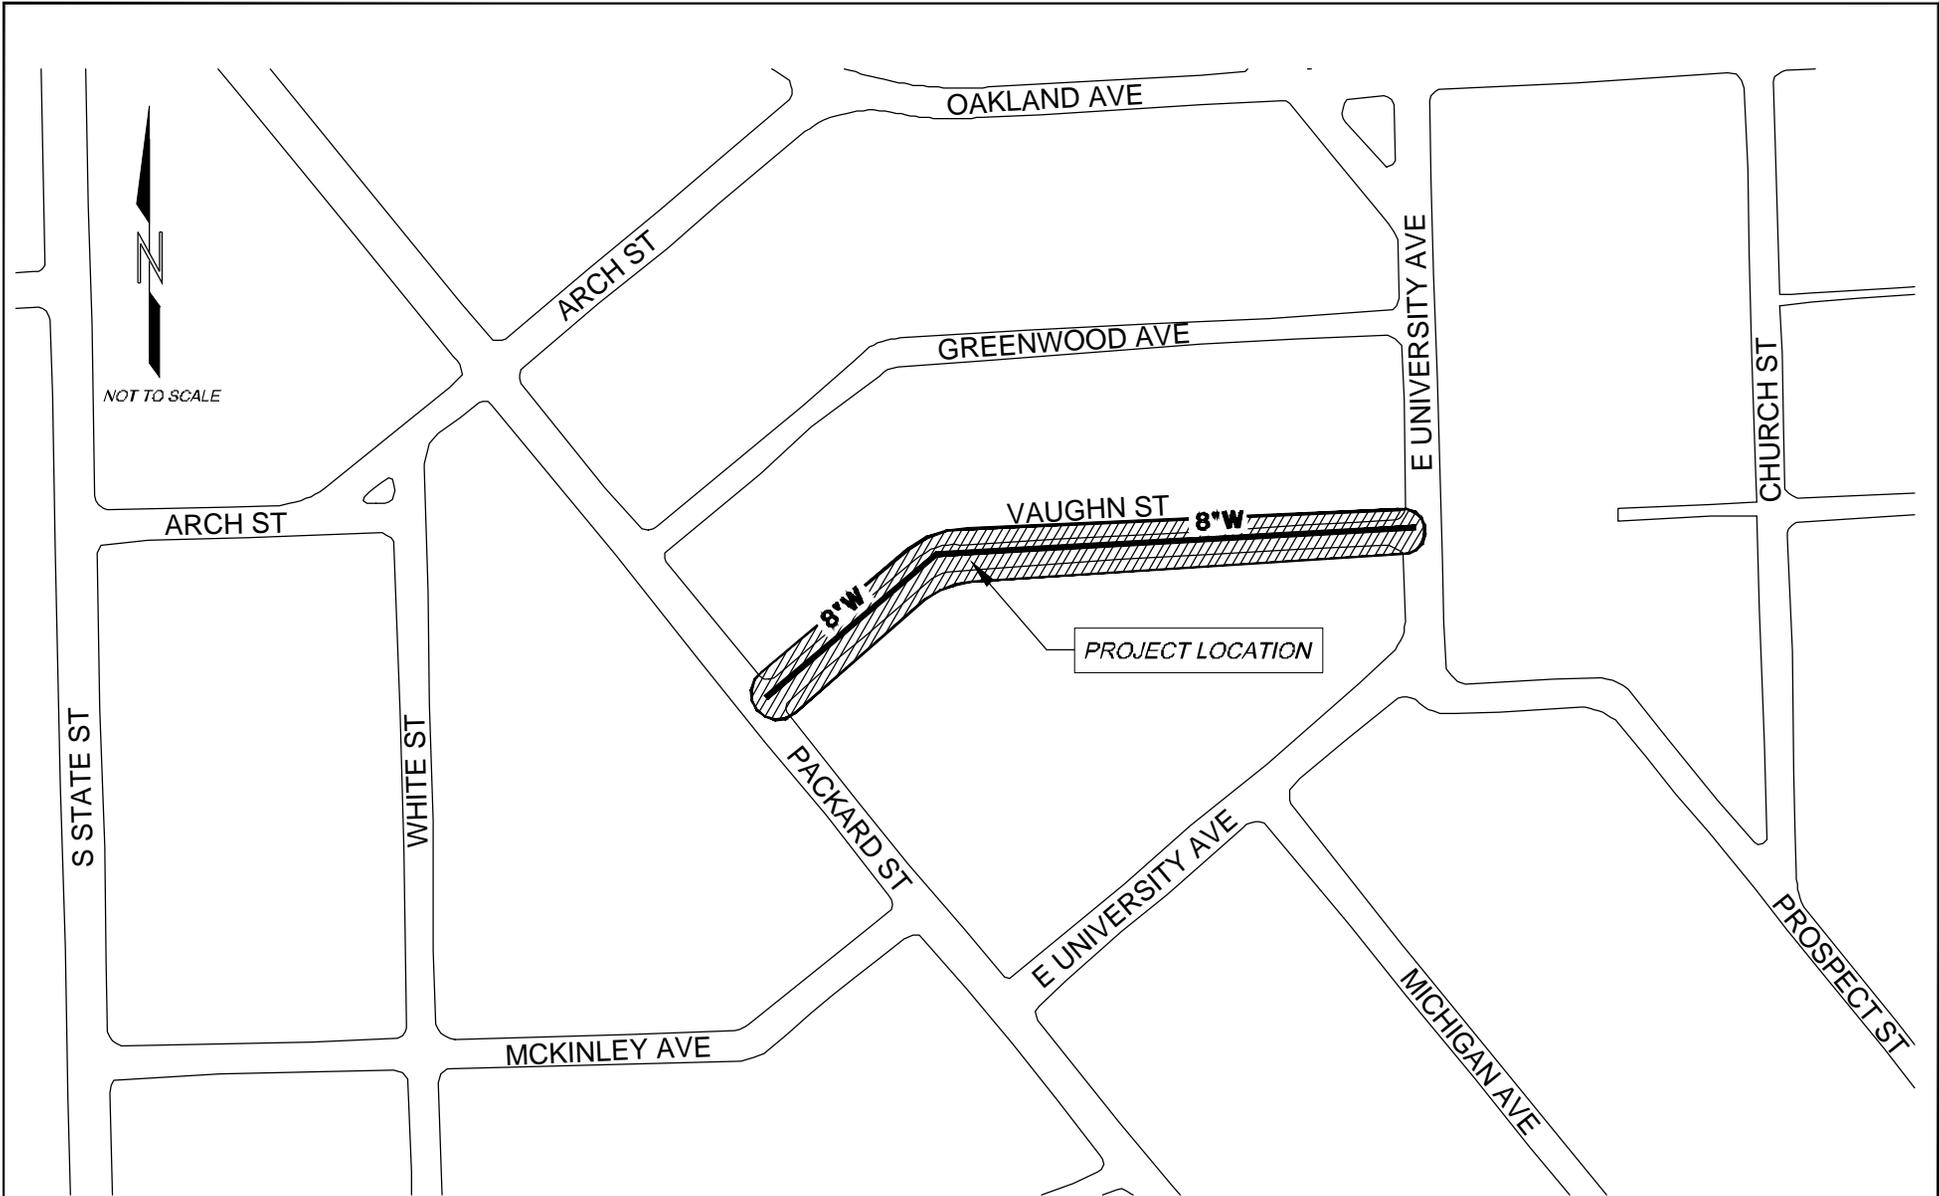 OAKLAND AVE
ARCH ST
N
E UNIVERSITY AVE
GREENWOOD AVE
NOT TO SCALE
CHURCH ST
VAUGHN ST
8"W
ARCH ST
8"W
PROJECT LOCATION
S STATE ST
WHITE ST
PACKARD ST
E UNIVERSITY AVE
PROSPECT ST
MICHIGAN AVE
MCKINLEY AVE